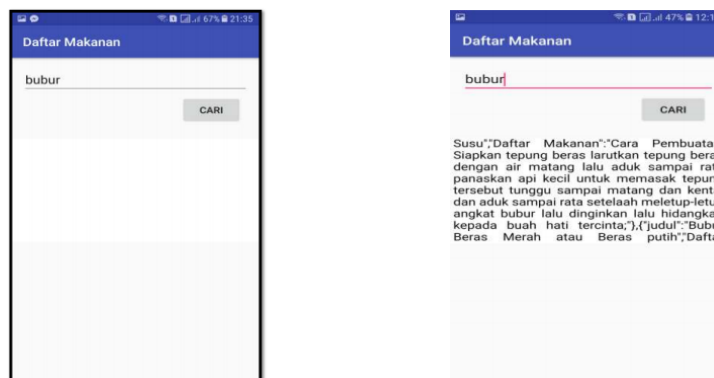 67% 21:35
Daftar Makanan
bubur
CARI
47% 12:1
Daftar Makanan
bubur
CARI
Susu","Daftar Makanan":"Cara Pembuata
Siapkan tepung beras larutkan tepung bera
dengan air matang lalu aduk sampai rat
panaskan api kecil untuk memasak tepun
tersebut tunggu sampai matang dan kent
dan aduk sampai rata setelaah meletup-letu
angkat bubur lalu dinginkan lalu hidangka
kepada buah hati tercinta;"},{"judul":"Bubu
Beras Merah atau Beras putih","Dafta